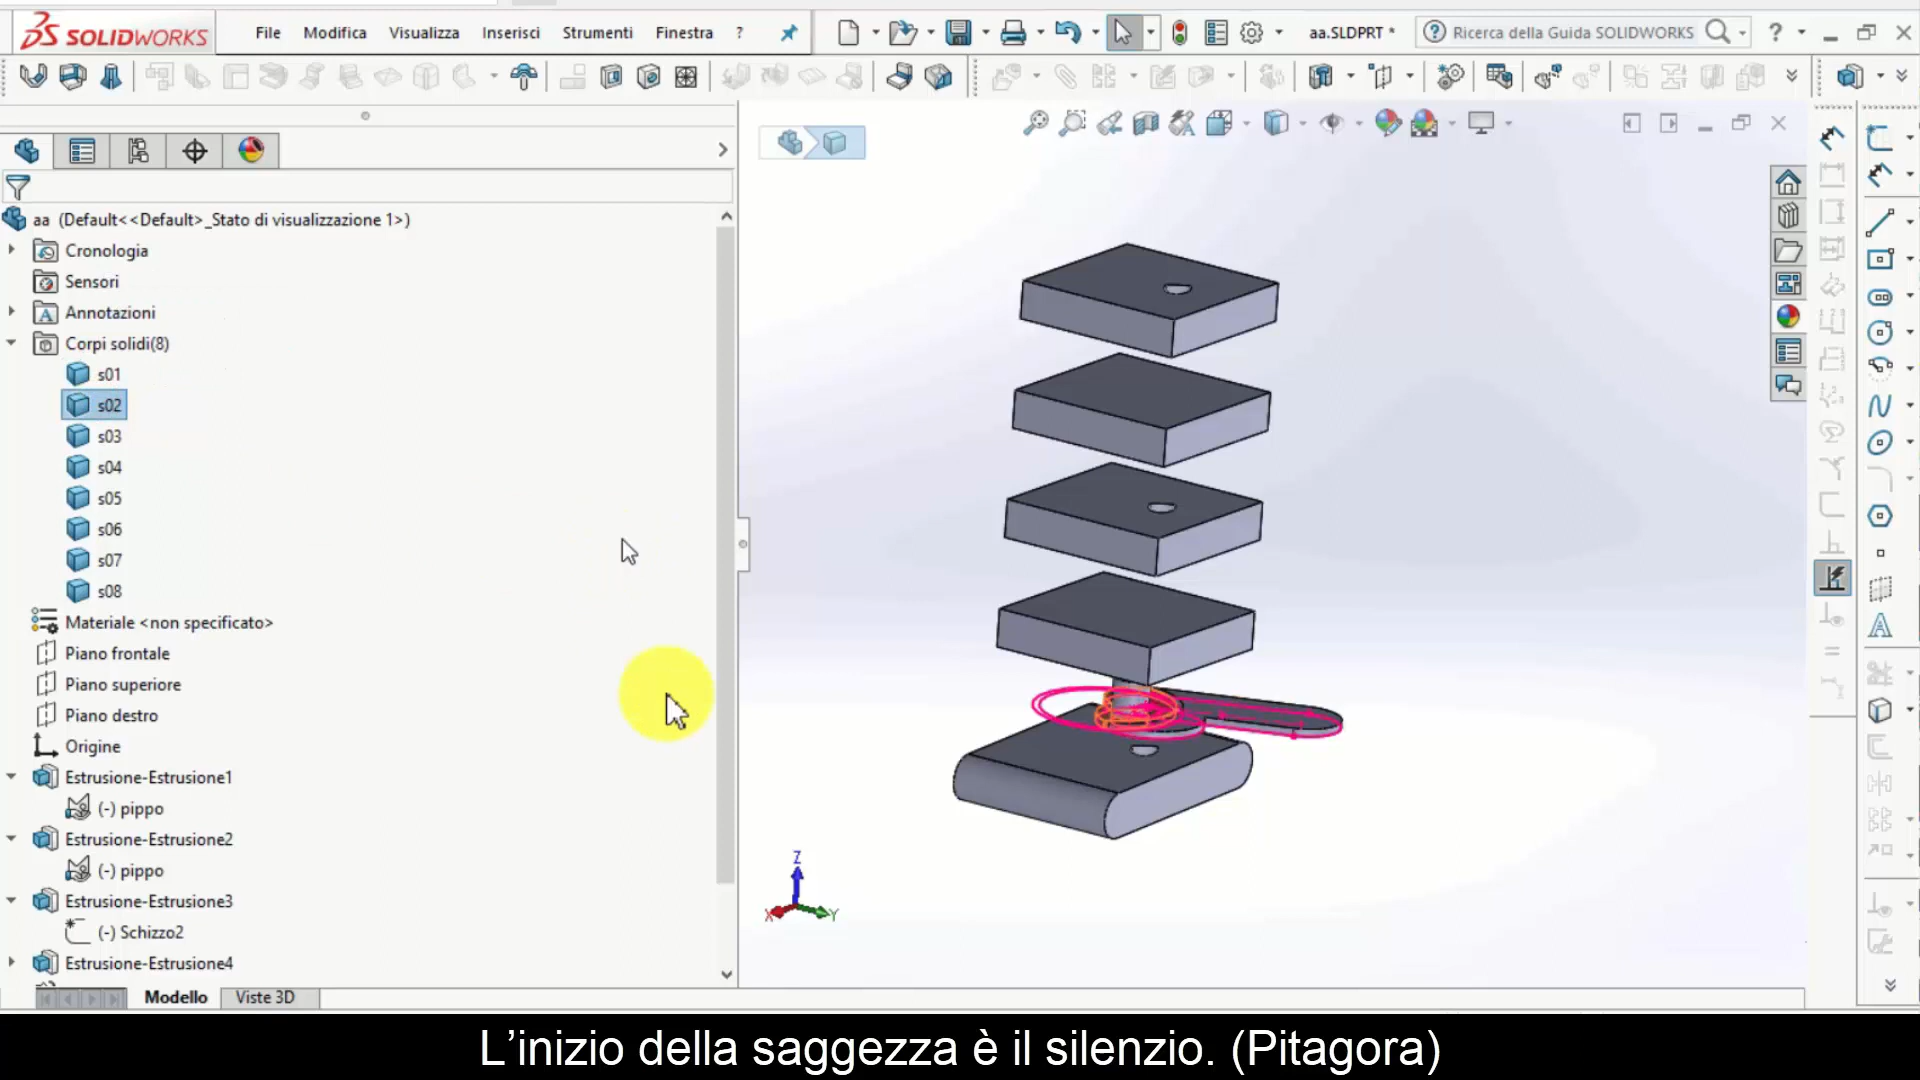 SOLIDWORKS
File Modifica Visualizza Inserisci Strumenti Finestra ?
aa.SLDPRT *
Ricerca della Guida SOLIDWORKS
aa (Default<<Default>_Stato di visualizzazione 1>)
Cronologia
Sensori
Annotazioni
Corpi solidi(8)
s01
s02
s03
s04
s05
s06
s07
s08
Materiale <non specificato>
Piano frontale
Piano superiore
Piano destro
Origine
Estrusione-Estrusione1
(-) pippo
Estrusione-Estrusione2
(-) pippo
Estrusione-Estrusione3
(-) Schizzo2
Estrusione-Estrusione4
Z
X
Y
Modello Viste 3D
L’inizio della saggezza è il silenzio. (Pitagora)